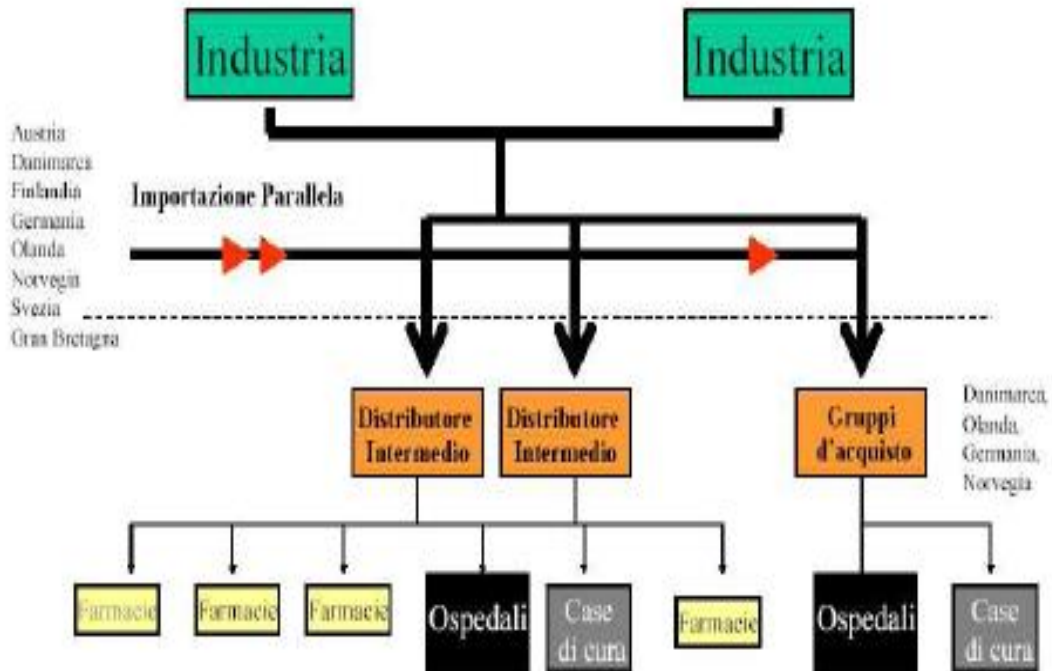 Industria
Industria
Austria
Danimarca
Finlandia
Germania
Olanda
Norvegia
Svezia
Gran Bretagna
Importazione Parallela
Distributore
Intermedio
Distributore
Intermedio
Gruppi
d'acquisto
Danimarca,
Olanda,
Germania,
Norvegia
Farmacie
Farmacie
Farmacie
Ospedali
Case
di cura
Farmacie
Ospedali
Case
di cura